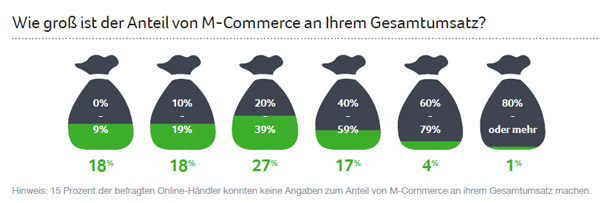 Wie groß ist der Anteil von M-Commerce an Ihrem Gesamtumsatz?
0% 10% 20% 40% 60% 80%
– – – – – –
9% 19% 39% 59% 79% oder mehr
18% 18% 27% 17% 4% 1%
Hinweis: 15 Prozent der befragten Online-Händler konnten keine Angaben zum Anteil von M-Commerce an ihrem Gesamtumsatz machen.